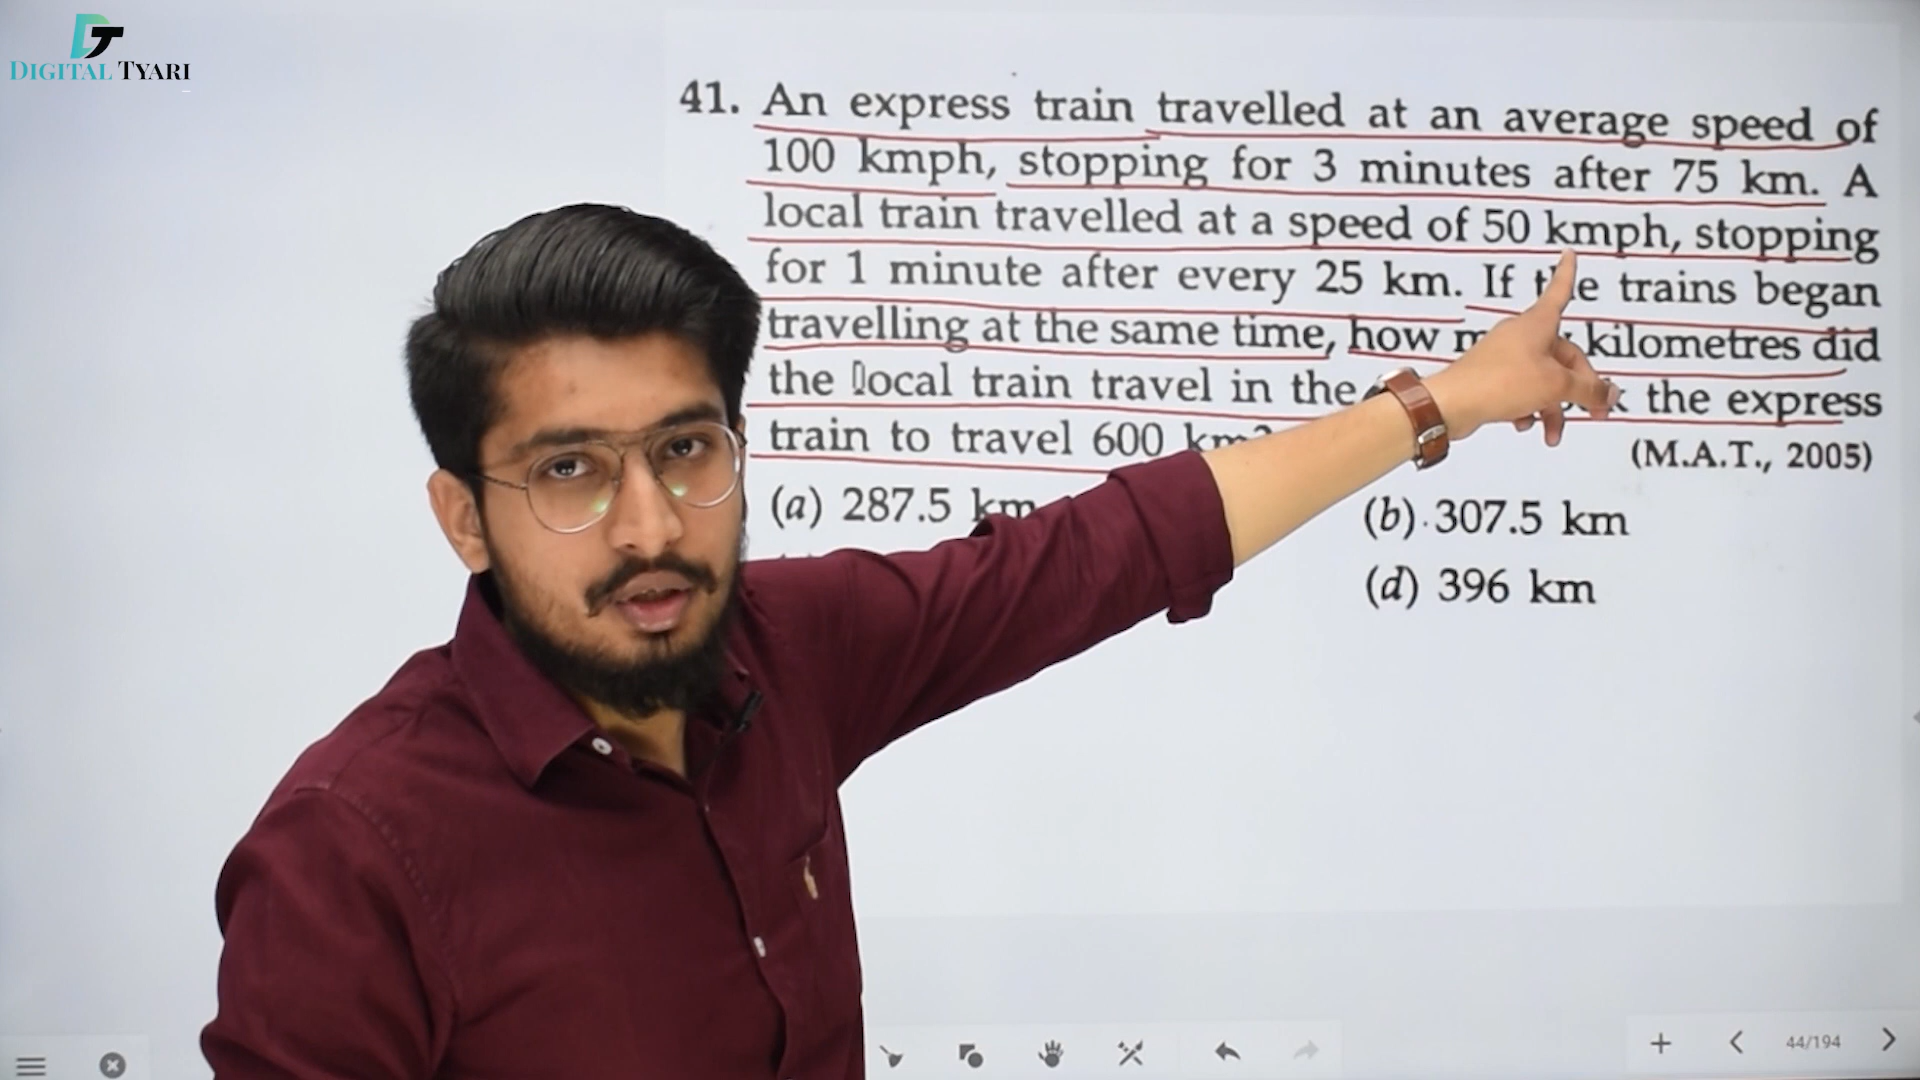 DIGITAL TYARI
41. An express train travelled at an average speed of
100 kmph, stopping for 3 minutes after 75 km. A
local train travelled at a speed of 50 kmph, stopping
for 1 minute after every 25 km. If the trains began
travelling at the same time, how kilometres did
the local train travel in the the express
train to travel 600 km?
(M.A.T., 2005)
(a) 287.5 km
(b) 307.5 km
(d) 396 km
44/194